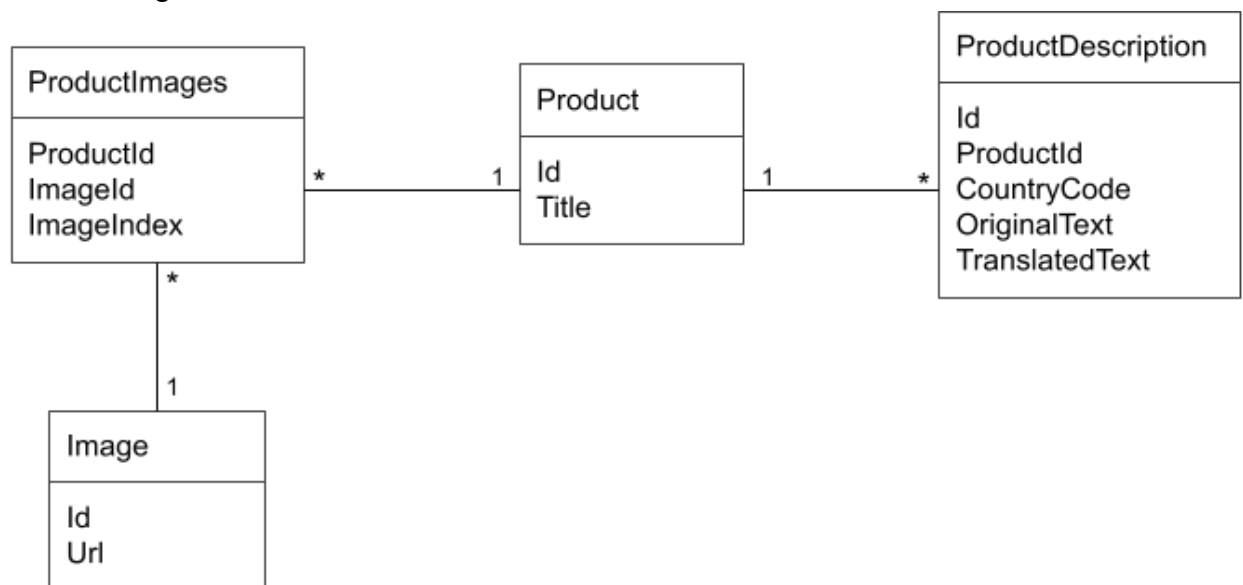 ProductImages
ProductId
ImageId
ImageIndex
*
1
Product
Id
Title
1
*
ProductDescription
Id
ProductId
CountryCode
OriginalText
TranslatedText
*
1
Image
Id
Url